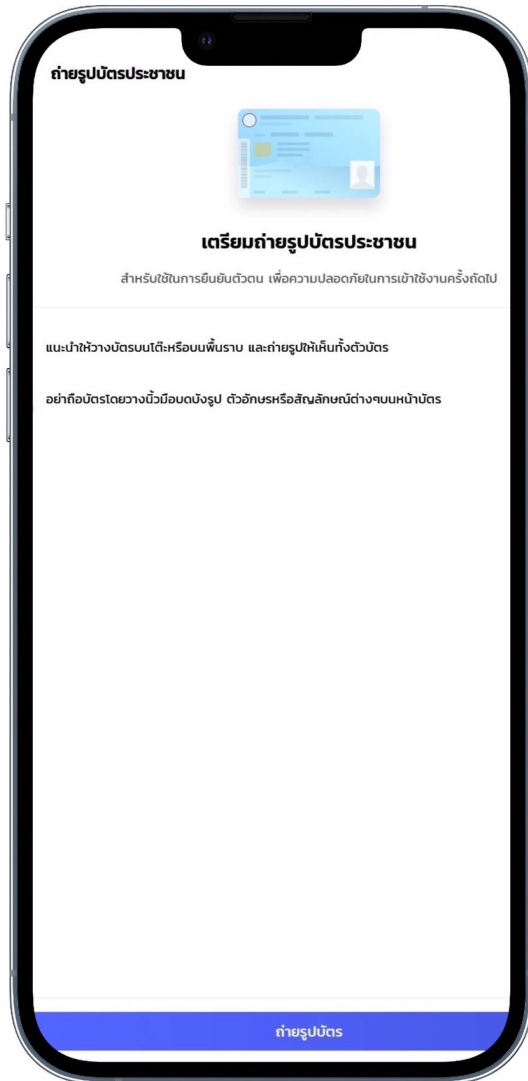 ถ่ายรูปบัตรประชาชน
เตรียมถ่ายรูปบัตรประชาชน
สำหรับใช้ในการยืนยันตัวตน เพื่อความปลอดภัยในการเข้าใช้งานครั้งถัดไป
แนะนำให้วางบัตรบนโต๊ะหรือบนพื้นราบ และถ่ายรูปให้เห็นทั้งตัวบัตร
อย่าถือบัตรโดยวางนิ้วมือบดบังรูป ตัวอักษรหรือสัญลักษณ์ต่างๆบนหน้าบัตร
ถ่ายรูปบัตร